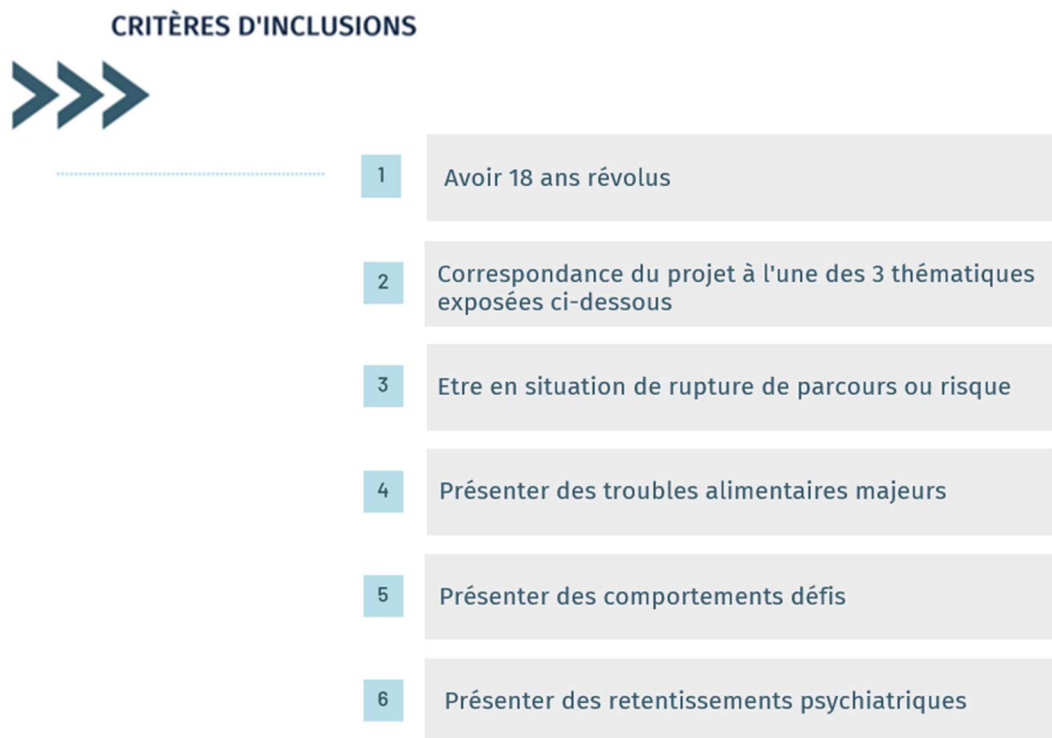 CRITÈRES D'INCLUSIONS
1
Avoir 18 ans révolus
2
Correspondance du projet à l'une des 3 thématiques
exposées ci-dessous
3
Etre en situation de rupture de parcours ou risque
4
Présenter des troubles alimentaires majeurs
5
Présenter des comportements défis
6
Présenter des retentissements psychiatriques